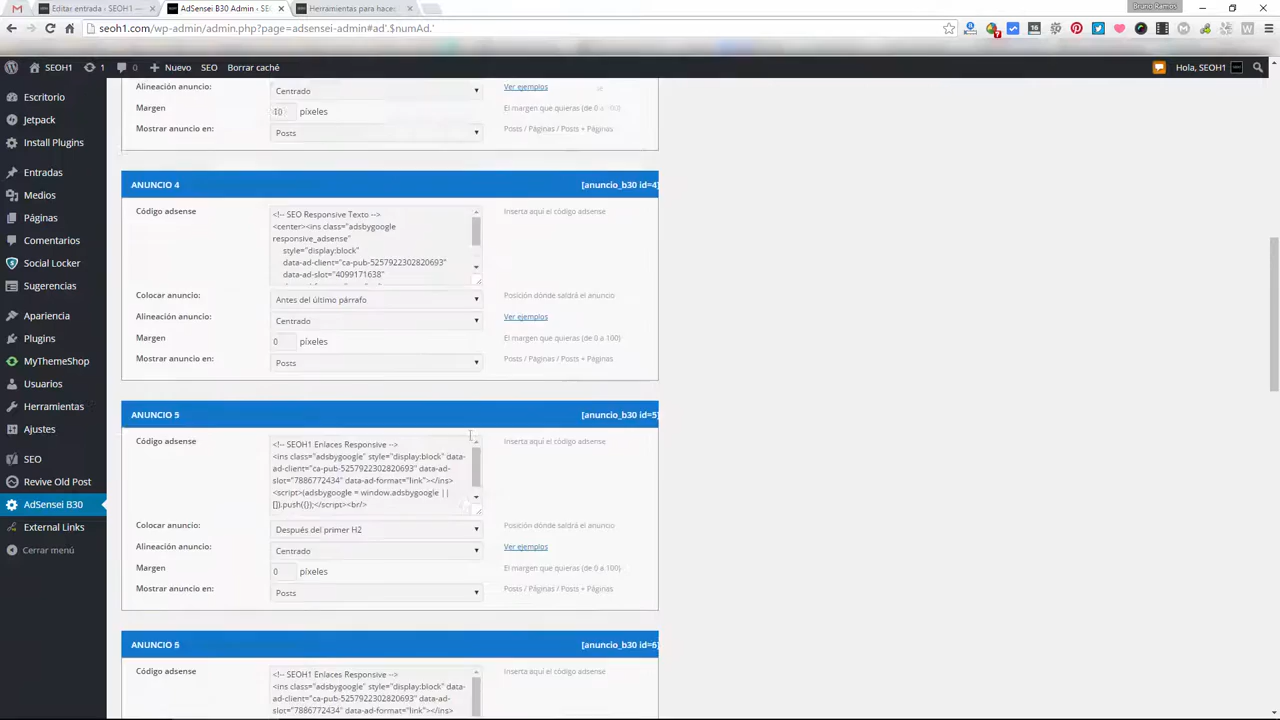 Bruno Ramos
Editar entrada ‹ SEOH1 —
AdSensei B30 Admin ‹ SE
Herramientas para hacer
seoh1.com/wp-admin/admin.php?page=adsensei-admin#ad'.$numAd.'
SEOH1
1
0
Nuevo
SEO
Borrar caché
Hola, SEOH1
Escritorio
Jetpack
Install Plugins
Entradas
Medios
Páginas
Comentarios
Social Locker
Sugerencias
Apariencia
Plugins
MyThemeShop
Usuarios
Herramientas
Ajustes
SEO
Revive Old Post
AdSensei B30
External Links
Cerrar menú
Alineación anuncio:
Centrado
Ver ejemplos
Margen
10
píxeles
El margen que quieras (de 0 a 100)
Mostrar anuncio en:
Posts
Posts / Páginas / Posts + Páginas
ANUNCIO 4
[anuncio_b30 id=4]
Código adsense
<!-- SEO Responsive Texto -->
<center><ins class="adsbygoogle
responsive_adsense"
style="display:block"
data-ad-client="ca-pub-5257922302820693"
data-ad-slot="4099171638"
Inserta aquí el código adsense
Colocar anuncio:
Antes del último párrafo
Posición dónde saldrá el anuncio
Alineación anuncio:
Centrado
Ver ejemplos
Margen
0
píxeles
El margen que quieras (de 0 a 100)
Mostrar anuncio en:
Posts
Posts / Páginas / Posts + Páginas
ANUNCIO 5
[anuncio_b30 id=5]
Código adsense
<!-- SEOH1 Enlaces Responsive -->
<ins class="adsbygoogle" style="display:block" data-
ad-client="ca-pub-5257922302820693" data-ad-
slot="7886772434" data-ad-format="link"></ins>
<script>(adsbygoogle = window.adsbygoogle ||
[]).push({});</script><br/>
Inserta aquí el código adsense
Colocar anuncio:
Después del primer H2
Posición dónde saldrá el anuncio
Alineación anuncio:
Centrado
Ver ejemplos
Margen
0
píxeles
El margen que quieras (de 0 a 100)
Mostrar anuncio en:
Posts
Posts / Páginas / Posts + Páginas
ANUNCIO 6
[anuncio_b30 id=6]
Código adsense
<!-- SEOH1 Enlaces Responsive -->
<ins class="adsbygoogle" style="display:block" data-
ad-client="ca-pub-5257922302820693" data-ad-
slot="7886772434" data-ad-format="link"></ins>
Inserta aquí el código adsense